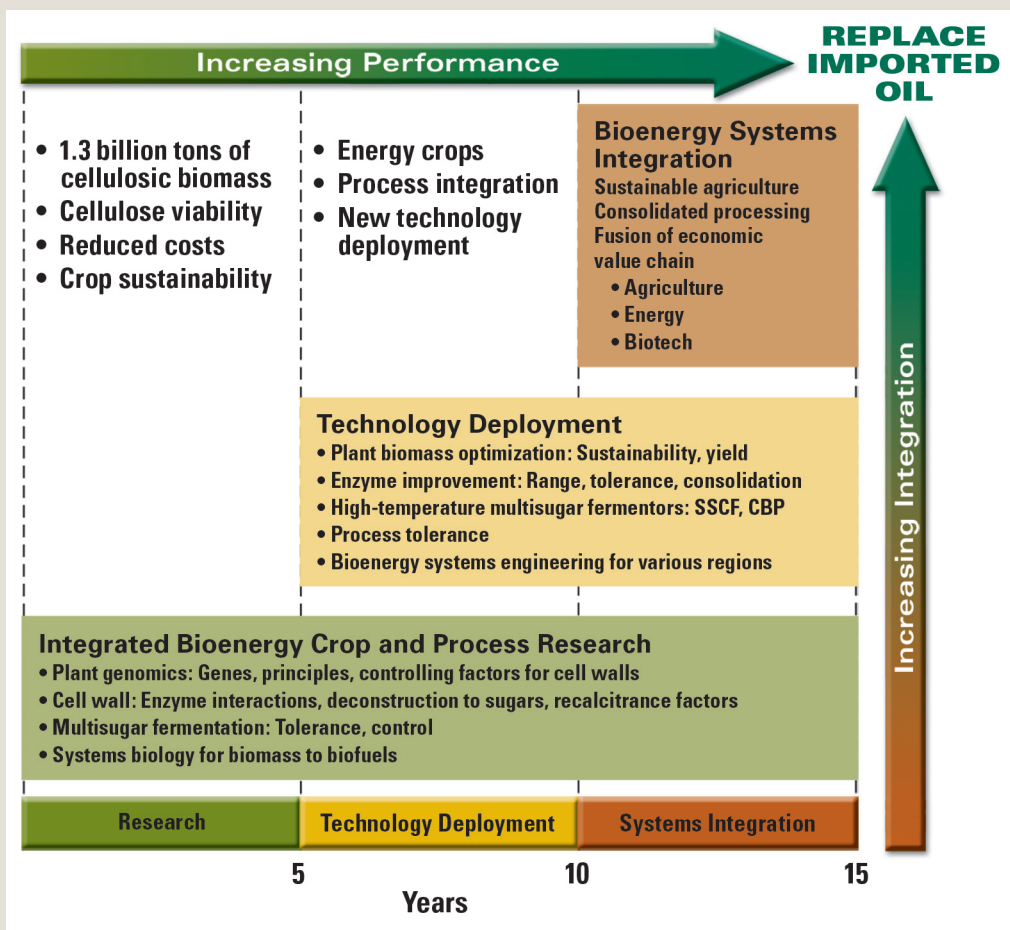 Increasing Performance
REPLACE
IMPORTED
OIL
• 1.3 billion tons of
cellulosic biomass
• Cellulose viability
• Reduced costs
• Crop sustainability
• Energy crops
• Process integration
• New technology
deployment
Bioenergy Systems
Integration
Sustainable agriculture
Consolidated processing
Fusion of economic
value chain
• Agriculture
• Energy
• Biotech
Increasing Integration
Technology Deployment
• Plant biomass optimization: Sustainability, yield
• Enzyme improvement: Range, tolerance, consolidation
• High-temperature multisugar fermentors: SSCF, CBP
• Process tolerance
• Bioenergy systems engineering for various regions
Integrated Bioenergy Crop and Process Research
• Plant genomics: Genes, principles, controlling factors for cell walls
• Cell wall: Enzyme interactions, deconstruction to sugars, recalcitrance factors
• Multisugar fermentation: Tolerance, control
• Systems biology for biomass to biofuels
Research
Technology Deployment
Systems Integration
5
10
15
Years